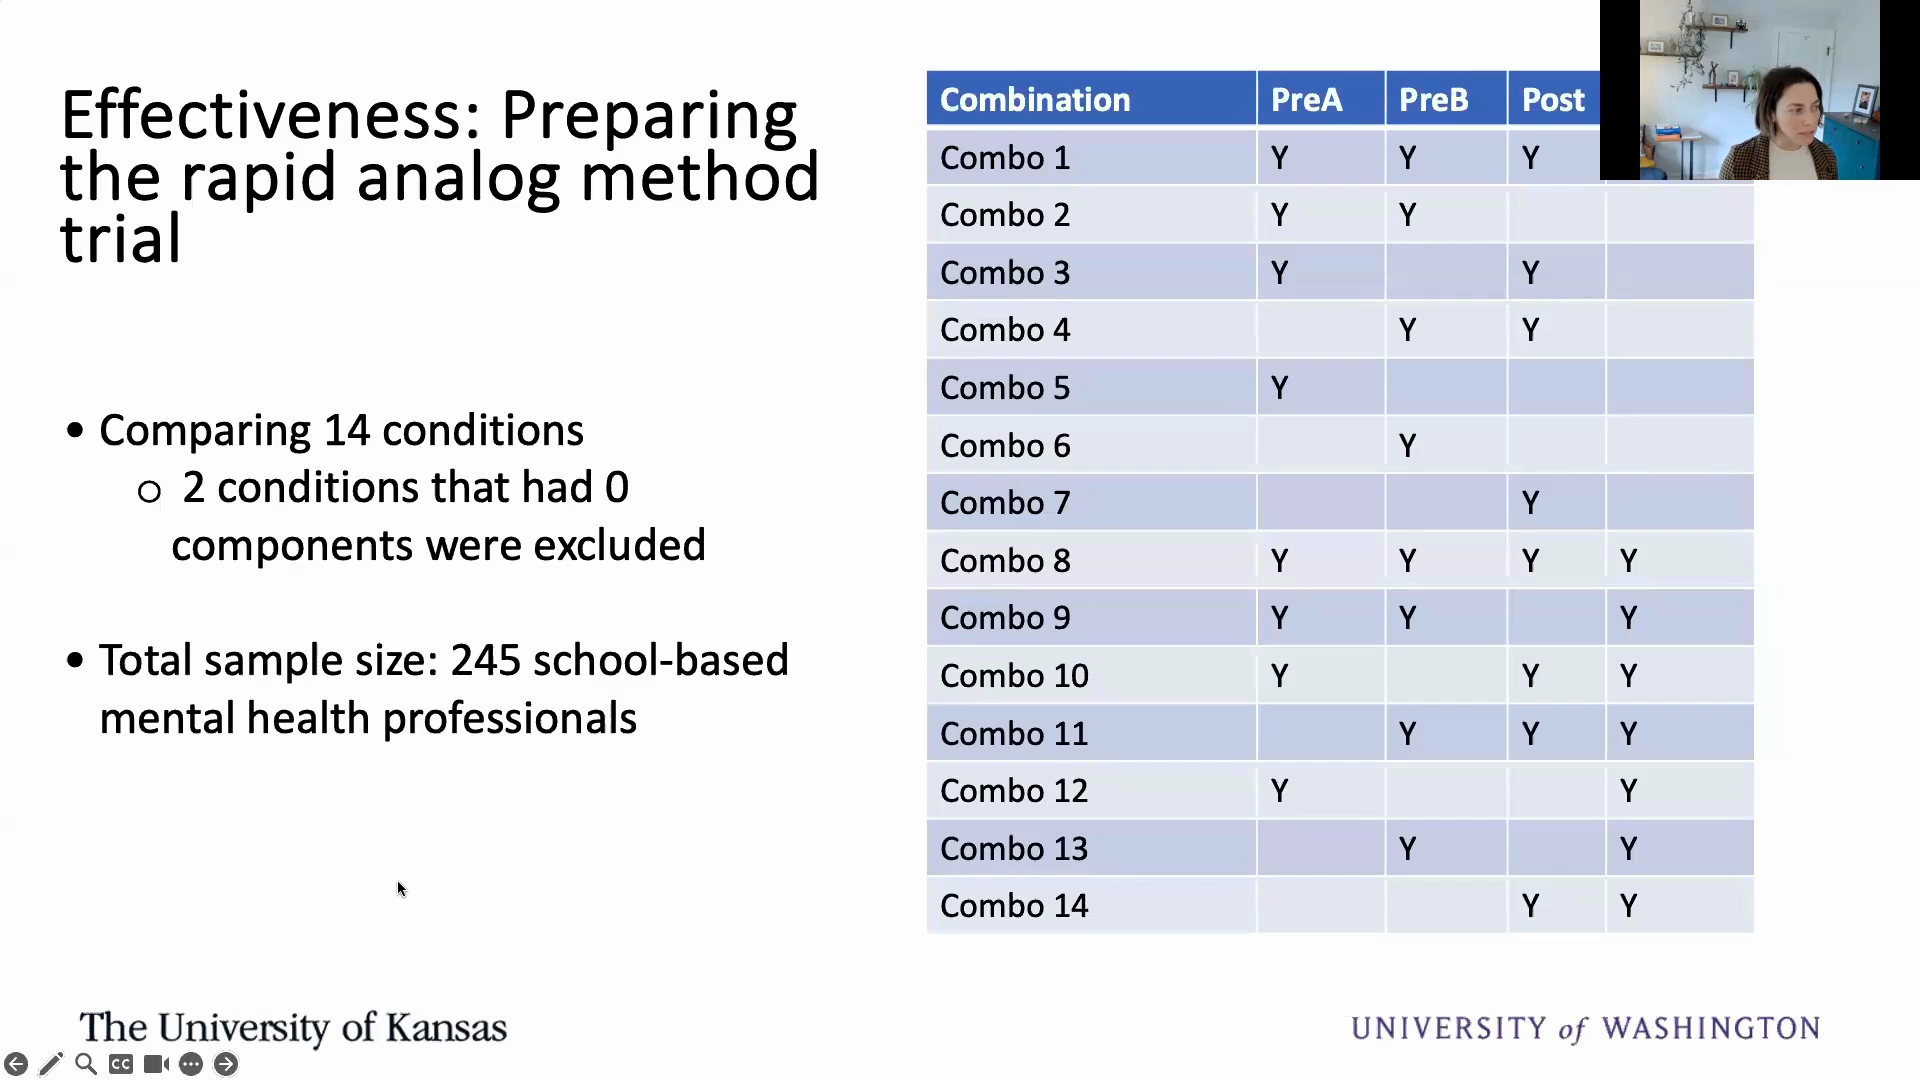 Effectiveness: Preparing
the rapid analog method
trial
• Comparing 14 conditions
o 2 conditions that had 0
components were excluded
• Total sample size: 245 school-based
mental health professionals
Combination PreA PreB Post
Combo 1 Y Y Y
Combo 2 Y Y
Combo 3 Y Y
Combo 4 Y Y
Combo 5 Y
Combo 6 Y
Combo 7 Y
Combo 8 Y Y Y Y
Combo 9 Y Y Y
Combo 10 Y Y Y
Combo 11 Y Y Y
Combo 12 Y Y
Combo 13 Y Y
Combo 14 Y Y
The University of Kansas
UNIVERSITY of WASHINGTON
CC